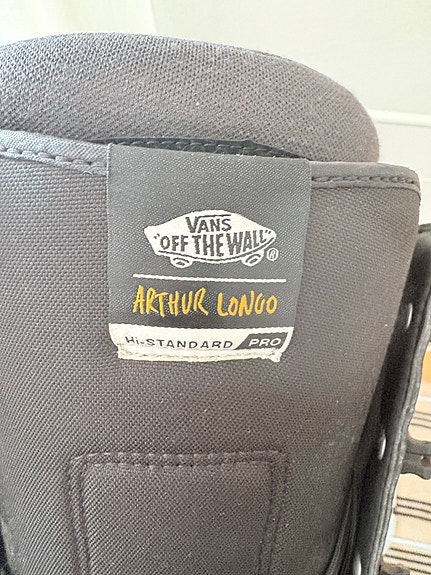 VANS
"OFF THE WALL"
®
ARTHUR LONGO
Hi-STANDARD PRO